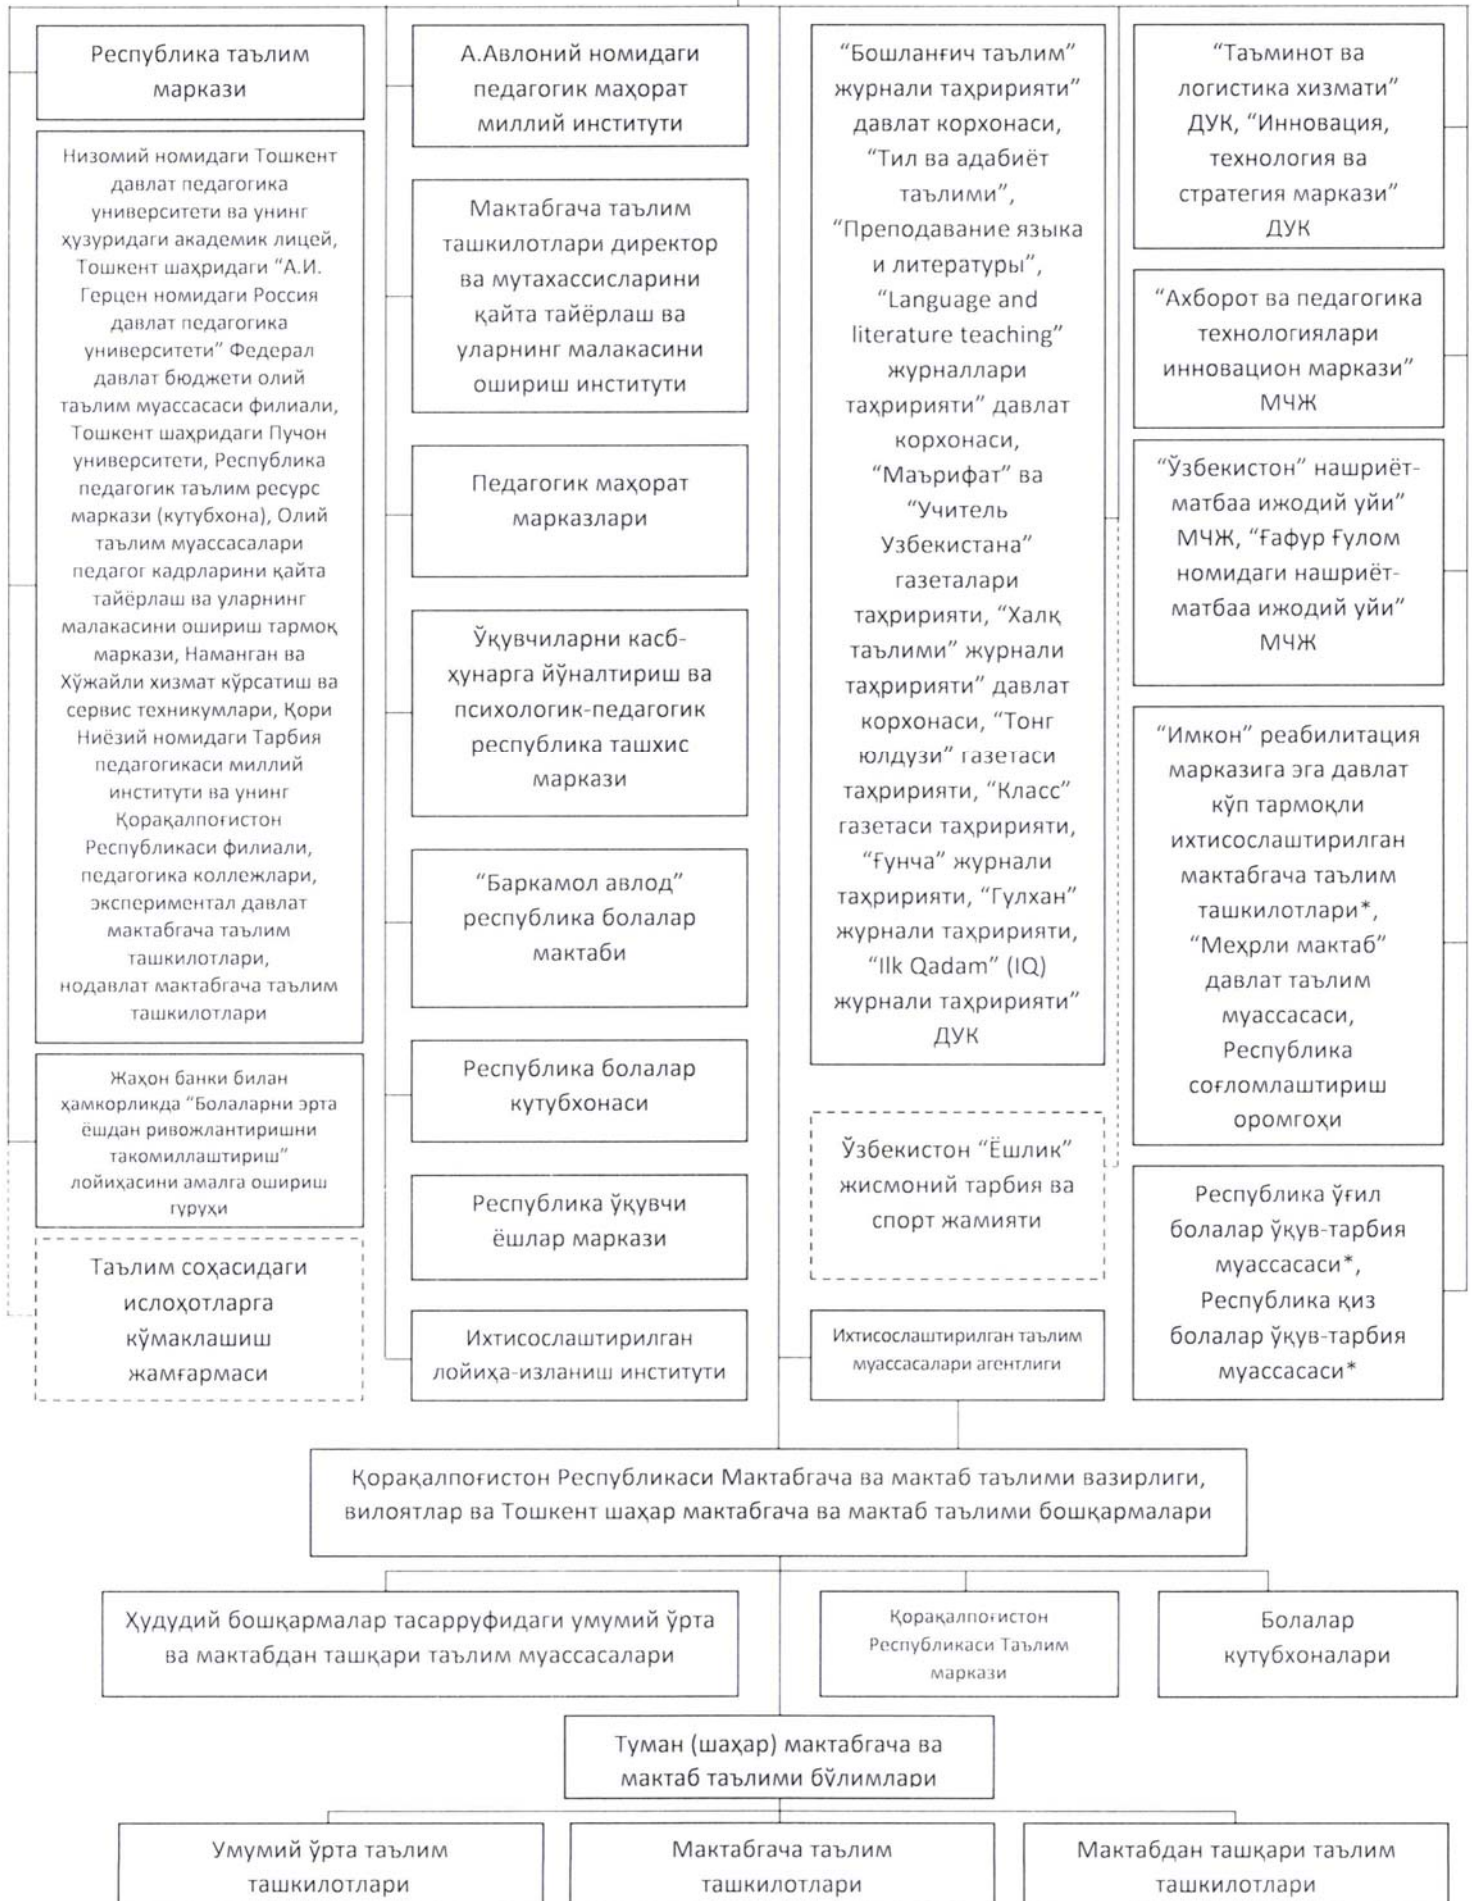 Республика таълим
маркази
Низомий номидаги Тошкент
давлат педагогика
университети ва унинг
ҳузуридаги академик лицей,
Тошкент шаҳридаги “А.И.
Герцен номидаги Россия
давлат педагогика
университети” Федерал
давлат бюджети олий
таълим муассасаси филиали,
Тошкент шаҳридаги Пучон
университети, Республика
педагогик таълим ресурс
маркази (кутубхона), Олий
таълим муассасалари
педагог кадрларини қайта
тайёрлаш ва уларнинг
малакасини ошириш тармоқ
маркази, Наманган ва
Хўжайли хизмат кўрсатиш ва
сервис техникумлари, Қори
Ниёзий номидаги Тарбия
педагогикаси миллий
институти ва унинг
Қорақалпоғистон
Республикаси филиали,
педагогика коллежлари,
экспериментал давлат
мактабгача таълим
ташкилотлари,
нодавлат мактабгача таълим
ташкилотлари
Жаҳон банки билан
ҳамкорликда “Болаларни эрта
ёшдан ривожлантиришни
такомиллаштириш”
лойиҳасини амалга ошириш
гуруҳи
Таълим соҳасидаги
ислоҳотларга
кўмаклашиш
жамғармаси
А.Авлоний номидаги
педагогик маҳорат
миллий институти
Мактабгача таълим
ташкилотлари директор
ва мутахассисларини
қайта тайёрлаш ва
уларнинг малакасини
ошириш институти
Педагогик маҳорат
марказлари
Ўқувчиларни касб-
ҳунарга йўналтириш ва
психологик-педагогик
республика ташхис
маркази
“Баркамол авлод”
республика болалар
мактаби
Республика болалар
кутубхонаси
Республика ўқувчи
ёшлар маркази
Ихтисослаштирилган
лойиҳа-изланиш институти
“Бошланғич таълим”
журнали таҳририяти”
давлат корхонаси,
“Тил ва адабиёт
таълими”,
“Преподавание языка
и литературы”,
“Language and
literature teaching”
журналлари
таҳририяти” давлат
корхонаси,
“Маърифат” ва
“Учитель
Узбекистана”
газеталари
таҳририяти, “Халқ
таълими” журнали
таҳририяти” давлат
корхонаси, “Тонг
юлдузи” газетаси
таҳририяти, “Класс”
газетаси таҳририяти,
“Ғунча” журнали
таҳририяти, “Гулхан”
журнали таҳририяти,
“Ilk Qadam” (IQ)
журнали таҳририяти”
ДУК
Ўзбекистон “Ёшлик”
жисмоний тарбия ва
спорт жамияти
Ихтисослаштирилган таълим
муассасалари агентлиги
“Таъминот ва
логистика хизмати”
ДУК, “Инновация,
технология ва
стратегия маркази”
ДУК
“Ахборот ва педагогика
технологиялари
инновацион маркази”
МЧЖ
“Ўзбекистон” нашриёт-
матбаа ижодий уйи”
МЧЖ, “Ғафур Ғулом
номидаги нашриёт-
матбаа ижодий уйи”
МЧЖ
“Имкон” реабилитация
марказига эга давлат
кўп тармоқли
ихтисослаштирилган
мактабгача таълим
ташкилотлари*,
“Меҳрли мактаб”
давлат таълим
муассасаси,
Республика
соғломлаштириш
оромгоҳи
Республика ўғил
болалар ўқув-тарбия
муассасаси*,
Республика қиз
болалар ўқув-тарбия
муассасаси*
Қорақалпоғистон Республикаси Мактабгача ва мактаб таълими вазирлиги,
вилоятлар ва Тошкент шаҳар мактабгача ва мактаб таълими бошқармалари
Ҳудудий бошқармалар тасарруфидаги умумий ўрта
ва мактабдан ташқари таълим муассасалари
Қорақалпоғистон
Республикаси Таълим
маркази
Болалар
кутубхоналари
Туман (шаҳар) мактабгача ва
мактаб таълими бўлимлари
Умумий ўрта таълим
ташкилотлари
Мактабгача таълим
ташкилотлари
Мактабдан ташқари таълим
ташкилотлари